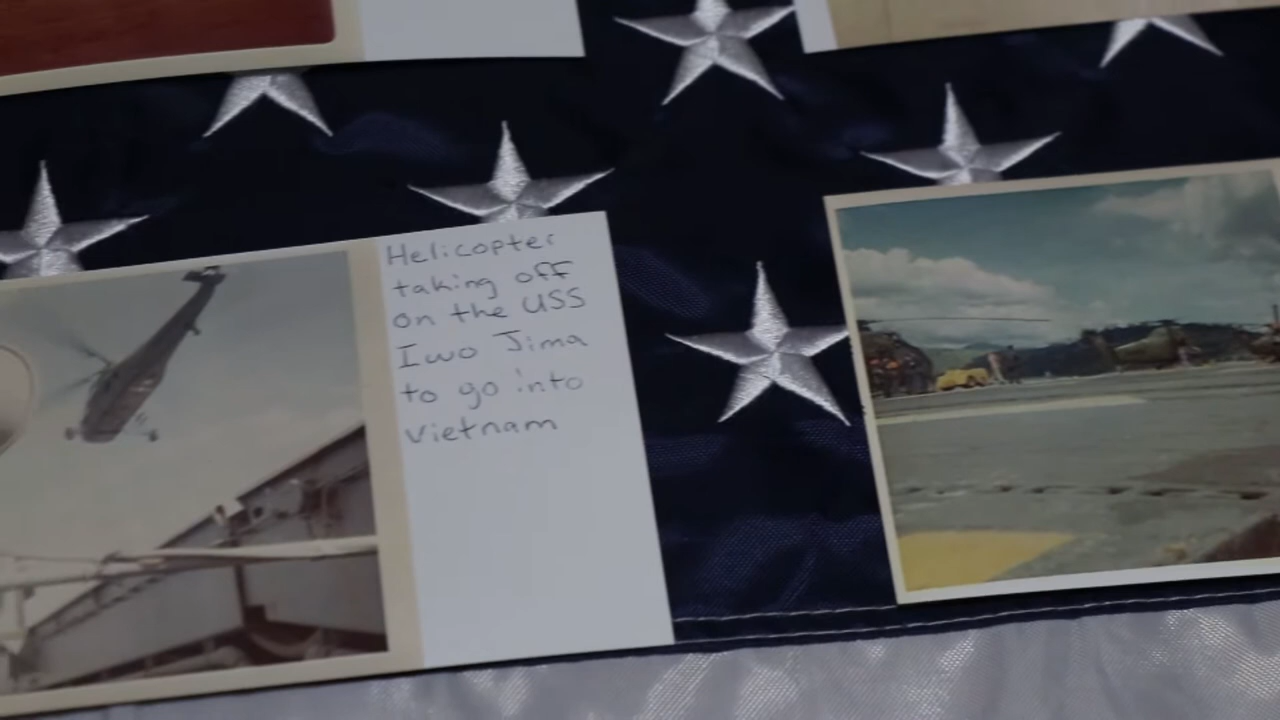 Helicopter
taking off
on the USS
Iwo Jima
to go into
Vietnam